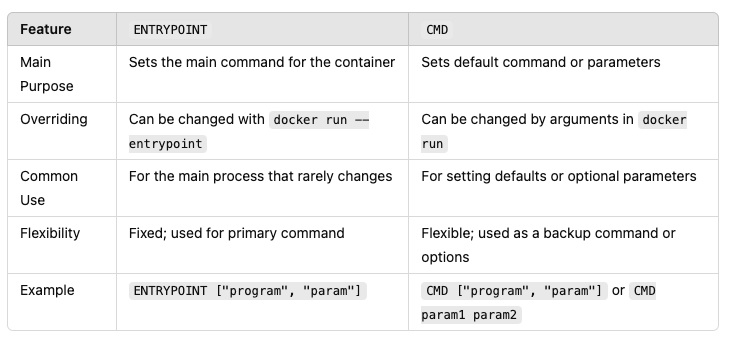 Feature ENTRYPOINT CMD
Main Sets the main command for the container Sets default command or parameters
Purpose
Overriding Can be changed with docker run -- Can be changed by arguments in docker
entrypoint run
Common For the main process that rarely changes For setting defaults or optional parameters
Use
Flexibility Fixed; used for primary command Flexible; used as a backup command or
options
Example ENTRYPOINT ["program", "param"] CMD ["program", "param"] or CMD
param1 param2